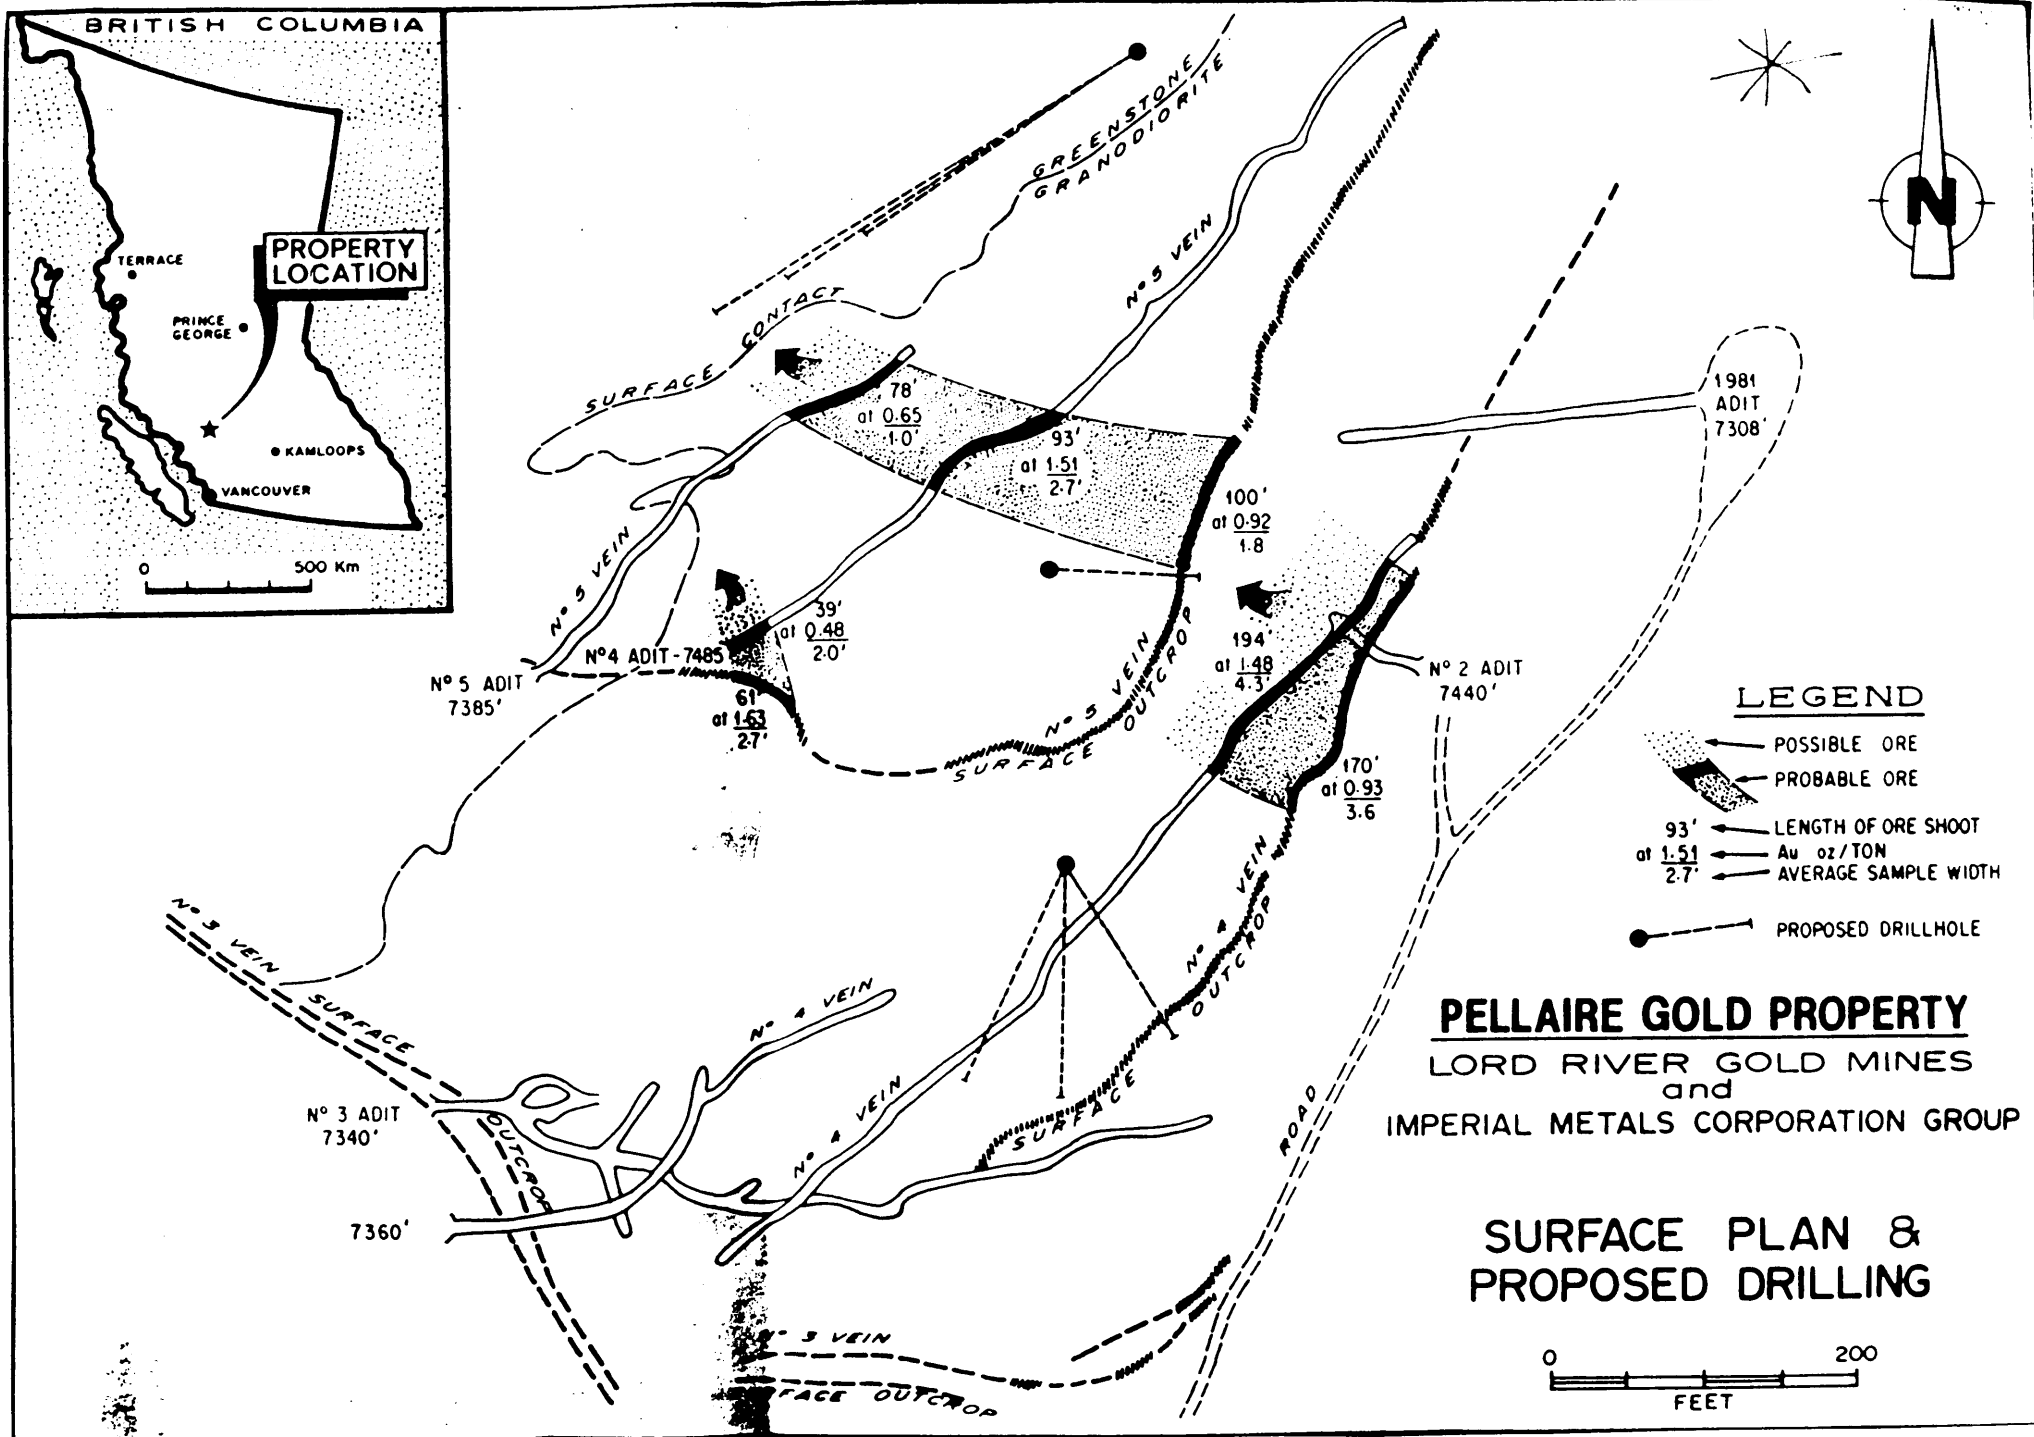 BRITISH COLUMBIA
TERRACE
PROPERTY
LOCATION
PRINCE
GEORGE
KAMLOOPS
VANCOUVER
0 500 Km
GREENSTONE
GRANODIORITE
SURFACE CONTACT
N
Nº 5 VEIN
78'
at 0.65
1.0'
93'
at 1.51
2.7'
100'
at 0.92
1.8
1981
ADIT
7308'
Nº 5 VEIN
39'
at 0.48
2.0'
Nº 4 ADIT - 7485'
Nº 5 ADIT
7385'
61'
at 1.63
2.7'
Nº 5 VEIN
SURFACE OUTCROP
194'
at 1.48
4.3'
Nº 2 ADIT
7440'
170'
at 0.93
3.6
LEGEND
POSSIBLE ORE
PROBABLE ORE
93' LENGTH OF ORE SHOOT
at 1.51 Au oz/TON
2.7' AVERAGE SAMPLE WIDTH
PROPOSED DRILLHOLE
Nº 3 VEIN
SURFACE OUTCROP
Nº 4 VEIN
Nº 4 VEIN
Nº 4 VEIN
SURFACE OUTCROP
Nº 3 ADIT
7340'
7360'
ROAD
Nº 3 VEIN
FACE OUTCROP
PELLAIRE GOLD PROPERTY
LORD RIVER GOLD MINES
and
IMPERIAL METALS CORPORATION GROUP
SURFACE PLAN &
PROPOSED DRILLING
0 200
FEET